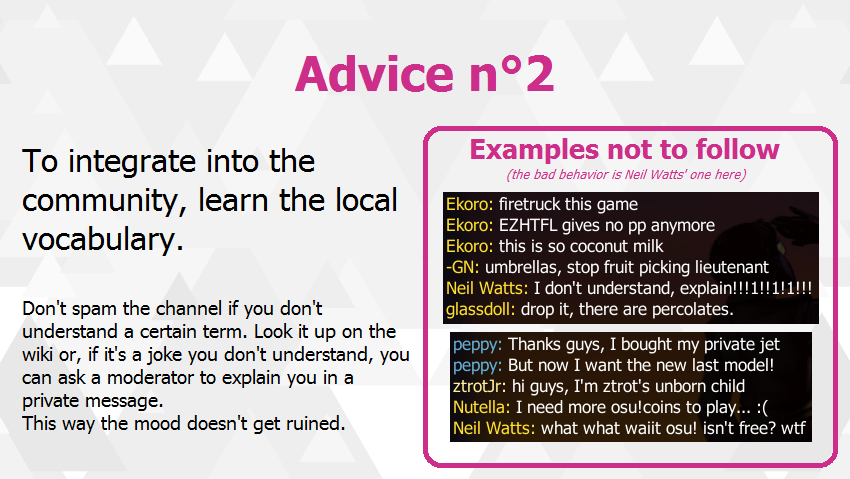 Advice n°2
To integrate into the
community, learn the local
vocabulary.
Don't spam the channel if you don't
understand a certain term. Look it up on the
wiki or, if it's a joke you don't understand, you
can ask a moderator to explain you in a
private message.
This way the mood doesn't get ruined.
Examples not to follow
(the bad behavior is Neil Watts' one here)
Ekoro: firetruck this game
Ekoro: EZHTFL gives no pp anymore
Ekoro: this is so coconut milk
-GN: umbrellas, stop fruit picking lieutenant
Neil Watts: I don't understand, explain!!!1!!1!1!!!
glassdoll: drop it, there are percolates.
peppy: Thanks guys, I bought my private jet
peppy: But now I want the new last model!
ztrotJr: hi guys, I'm ztrot's unborn child
Nutella: I need more osu!coins to play... :(
Neil Watts: what what waiit osu! isn't free? wtf